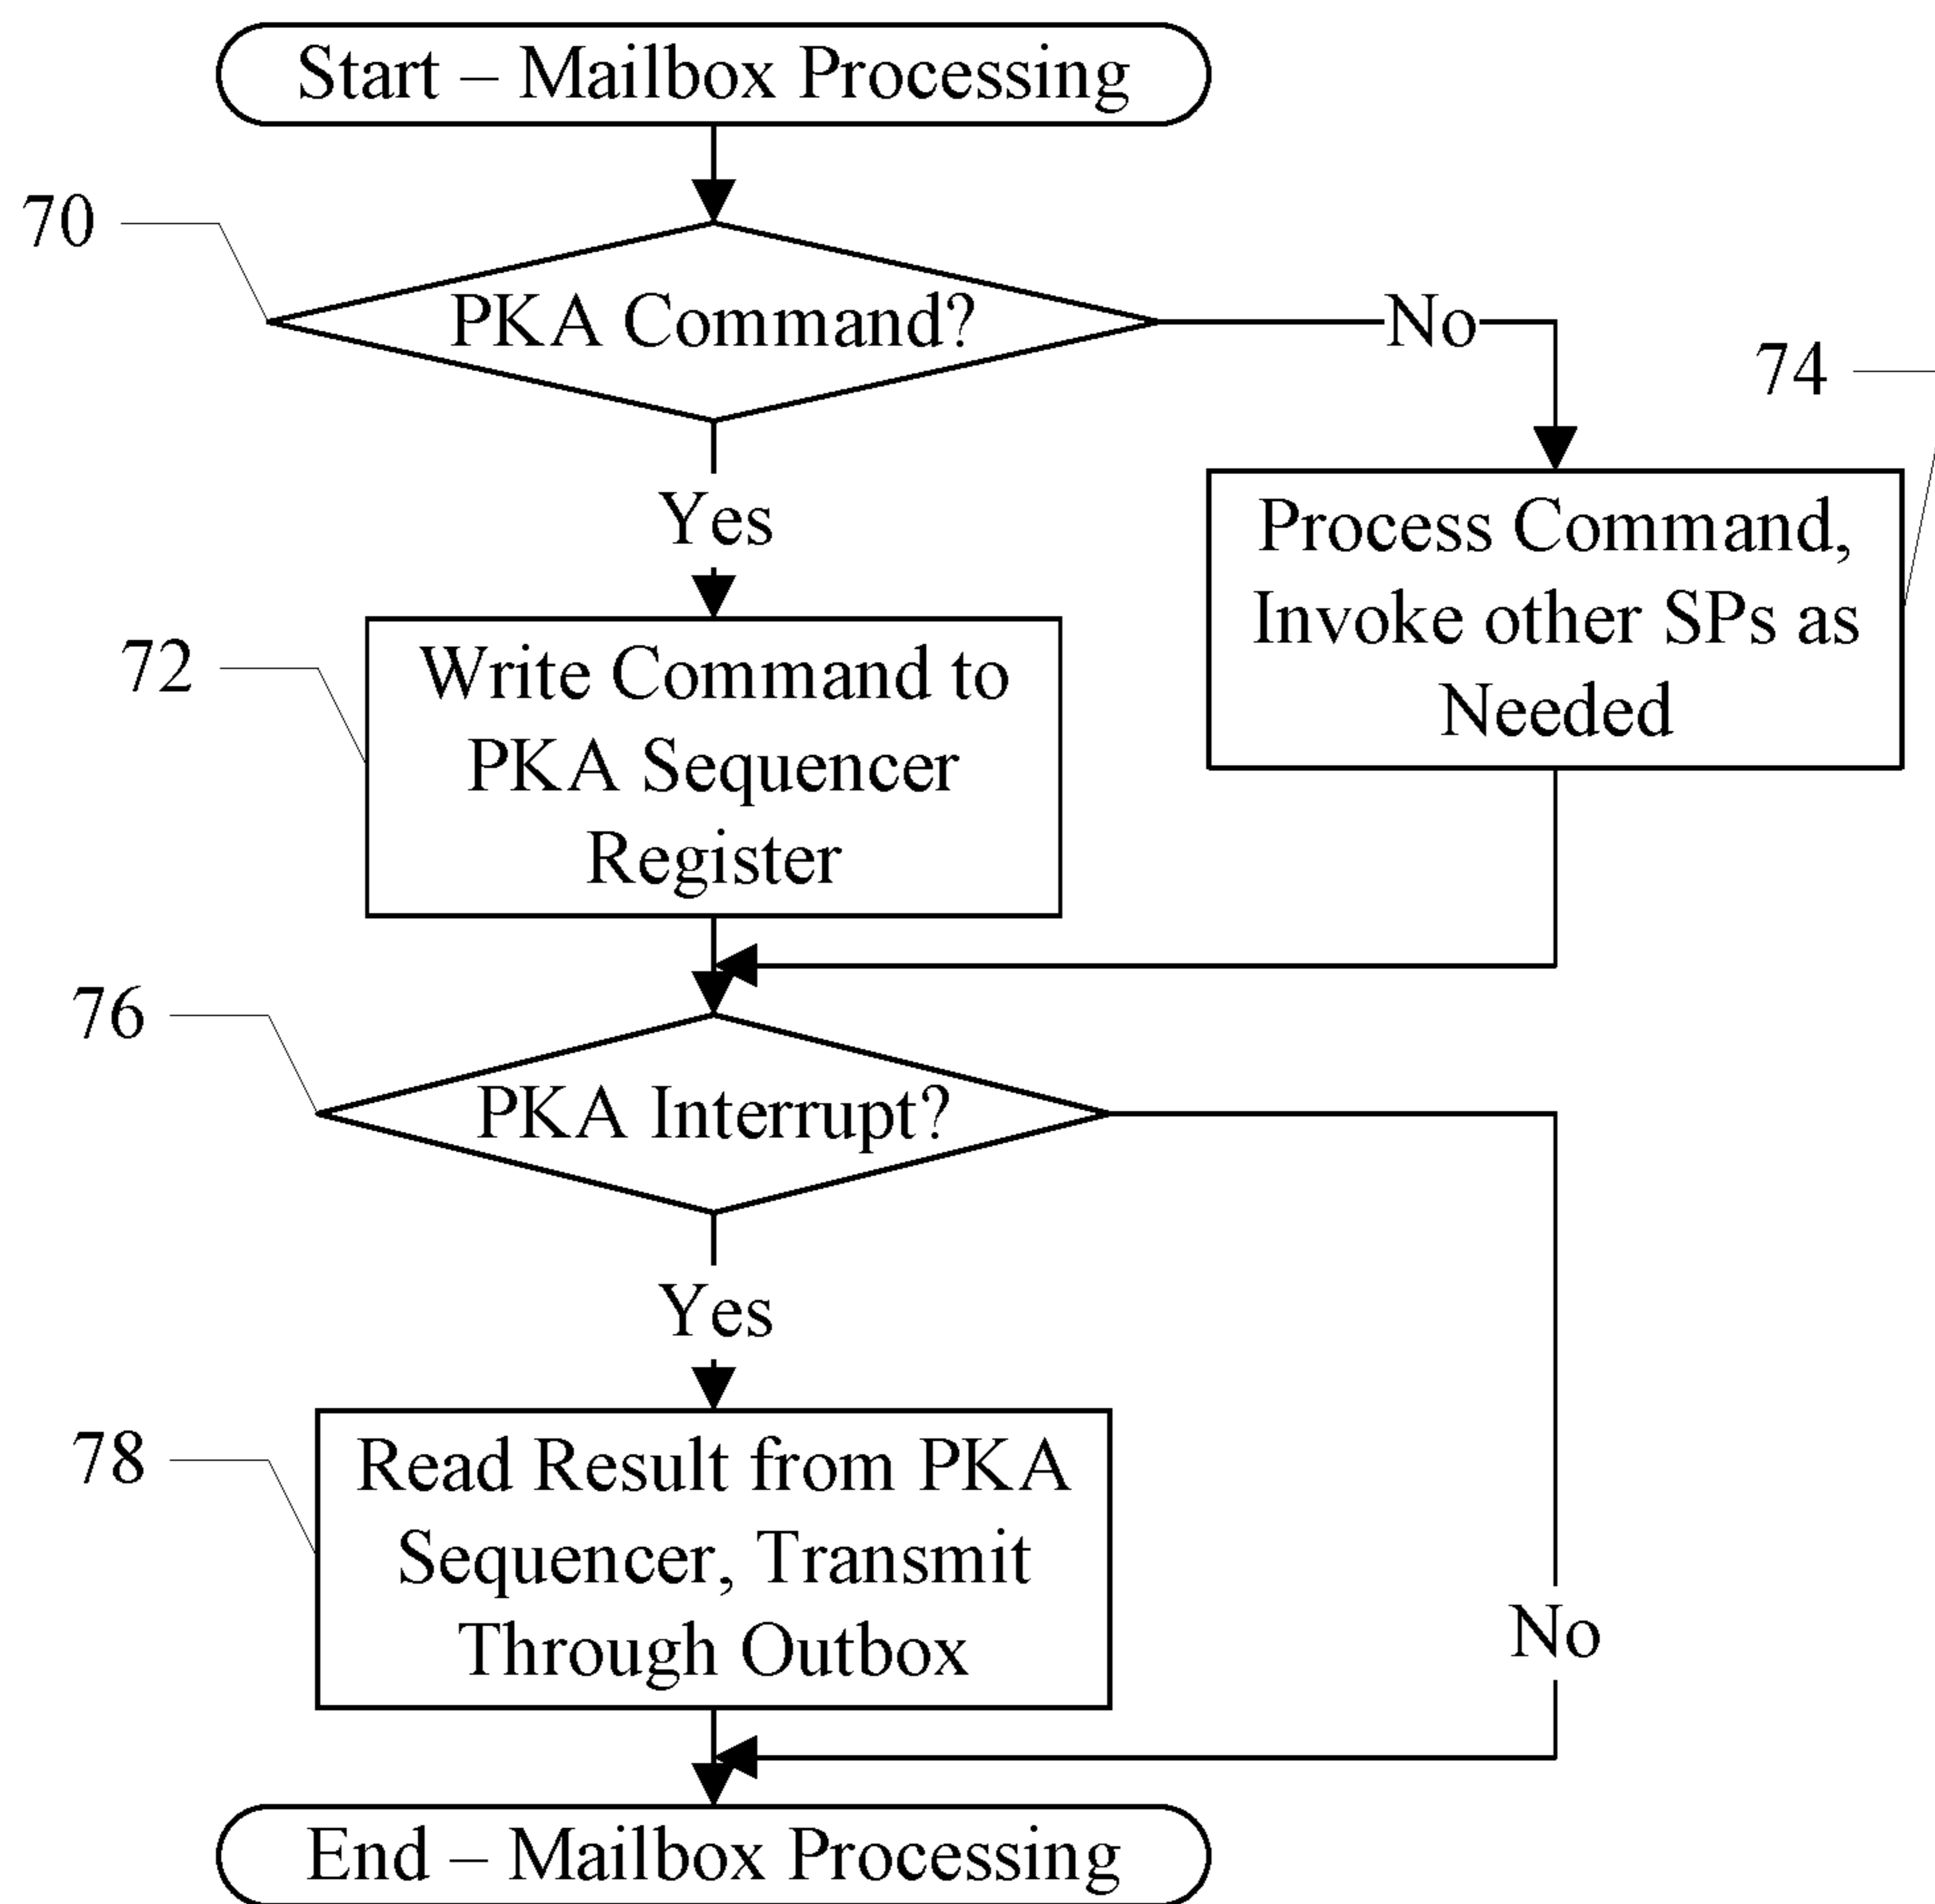 Start – Mailbox Processing
70
PKA Command?
No
74
Yes
Process Command,
Invoke other SPs as
Needed
72
Write Command to
PKA Sequencer
Register
76
PKA Interrupt?
Yes
78
Read Result from PKA
Sequencer, Transmit
Through Outbox
No
End – Mailbox Processing